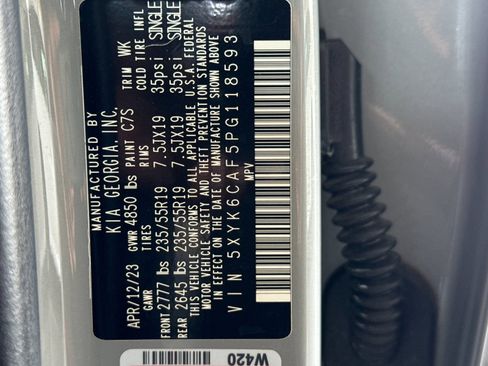 MANUFACTURED BY
KIA GEORGIA, INC.
APR/12/23 GVWR 4850 lbs PAINT C7S TRIM WK
GAWR TIRES RIMS COLD TIRE INFL
FRONT 2777 lbs 235/55R19 7.5JX19 35psi SINGLE
REAR 2645 lbs 235/55R19 7.5JX19 35psi SINGLE
THIS VEHICLE CONFORMS TO ALL APPLICABLE U.S.A. FEDERAL
MOTOR VEHICLE SAFETY AND THEFT PREVENTION STANDARDS
IN EFFECT ON THE DATE OF MANUFACTURE SHOWN ABOVE
VIN 5XYK6CAF5PG118593
MPV
W420